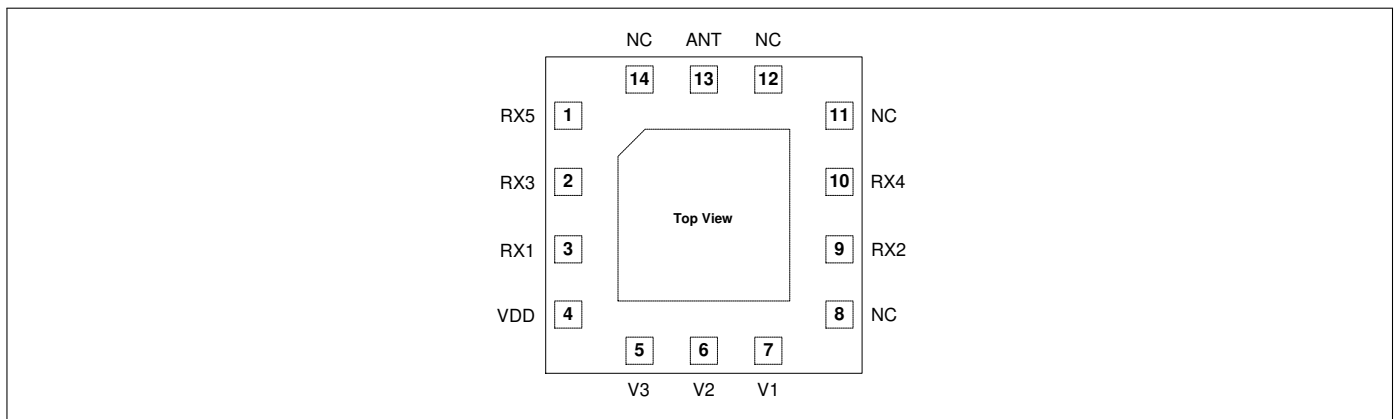 NC ANT NC
14 13 12
RX5 1 11 NC
RX3 2 10 RX4
Top View
RX1 3 9 RX2
VDD 4 8 NC
5 6 7
V3 V2 V1